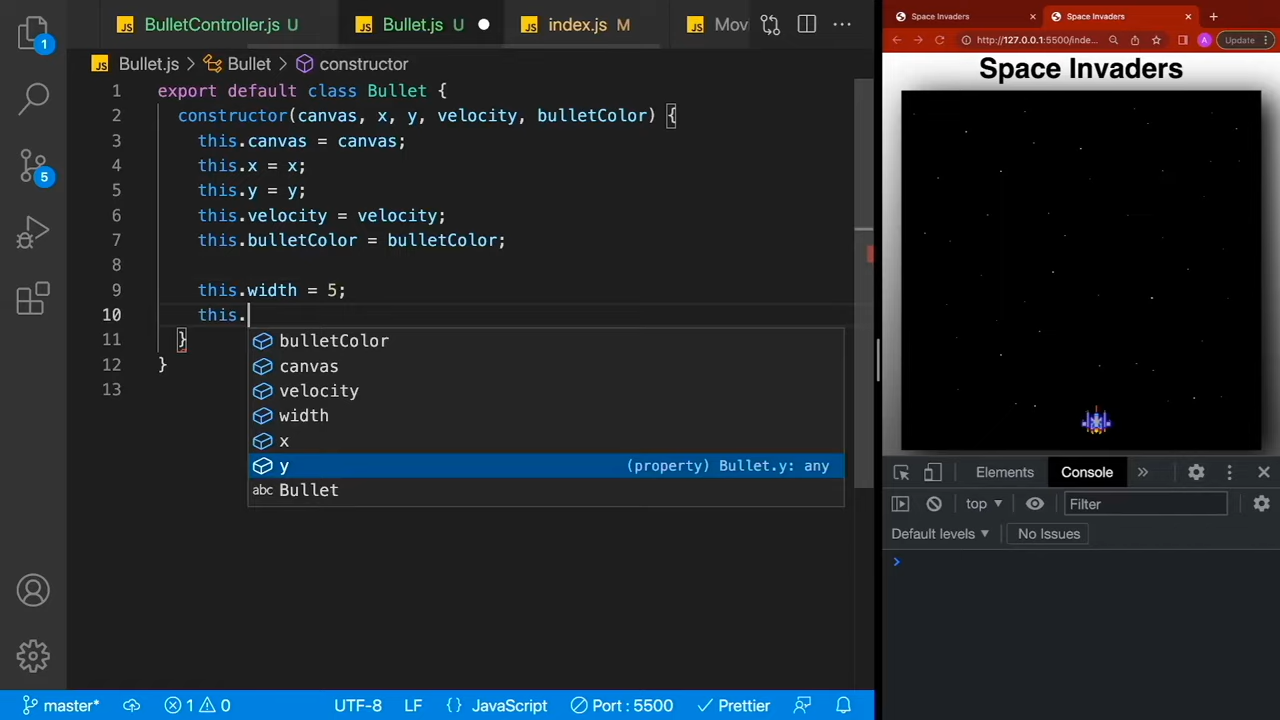 BulletController.js U
Bullet.js U
index.js M
Mov
Bullet.js > Bullet > constructor
1 export default class Bullet {
2 constructor(canvas, x, y, velocity, bulletColor) {
3 this.canvas = canvas;
4 this.x = x;
5 this.y = y;
6 this.velocity = velocity;
7 this.bulletColor = bulletColor;
8
9 this.width = 5;
10 this.
11 }
12 }
13
bulletColor
canvas
velocity
width
x
y (property) Bullet.y: any
abc Bullet
1
5
master* 1 0 UTF-8 LF {} JavaScript Port : 5500 Prettier
Space Invaders
Space Invaders
http://127.0.0.1:5500/inde...
A
Update
Space Invaders
Elements Console
top Filter
Default levels No Issues